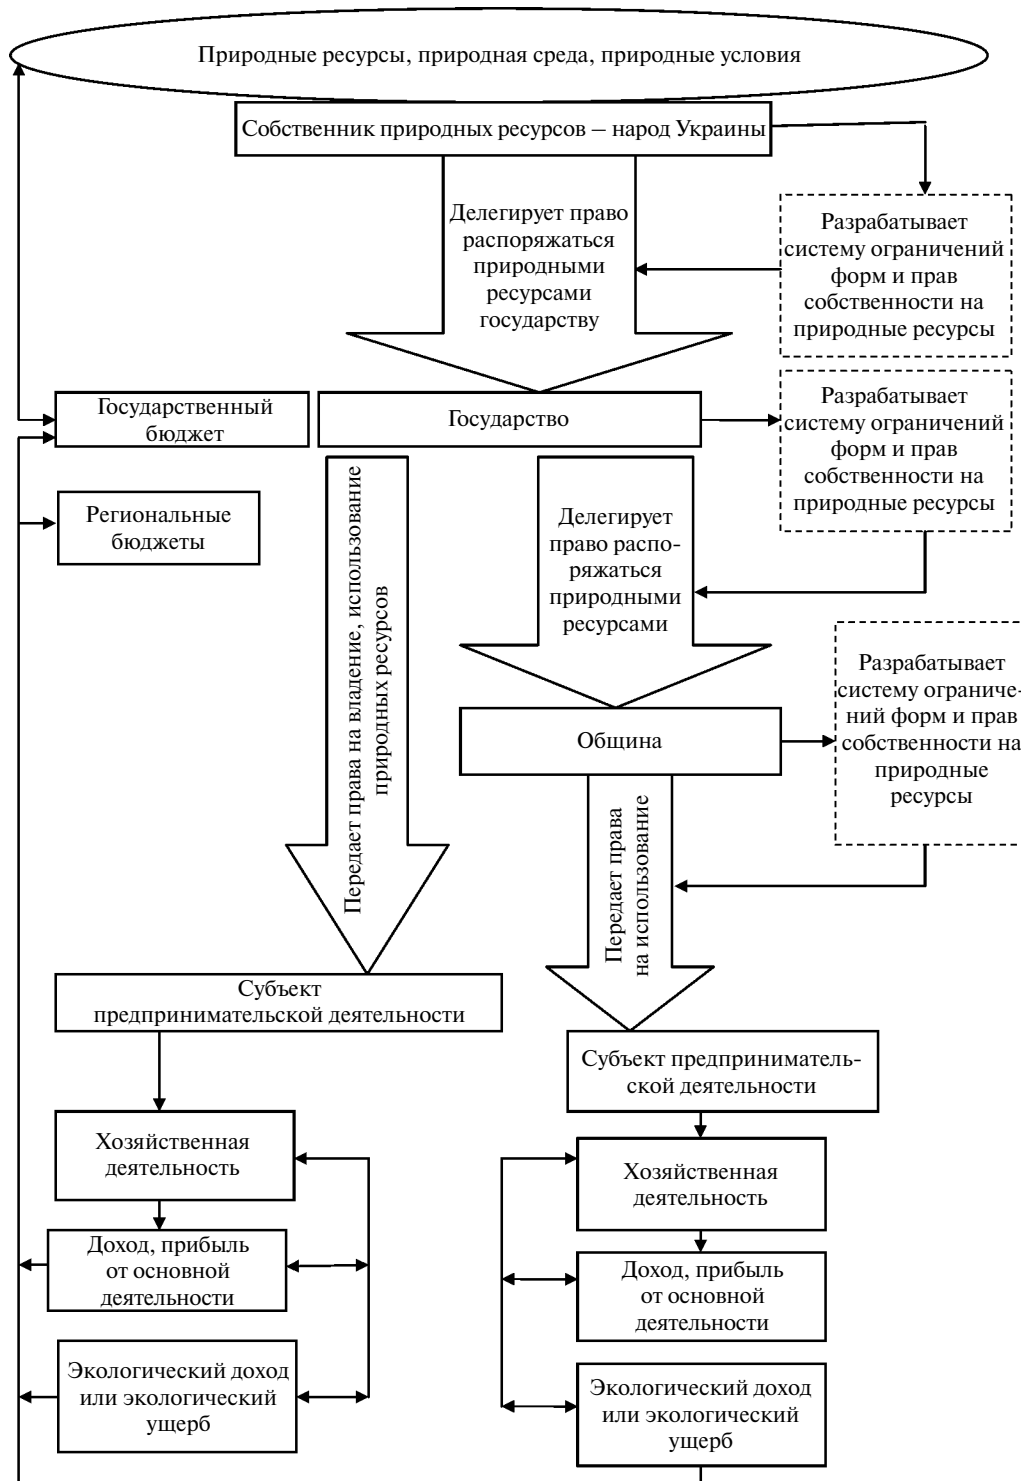 Природные ресурсы, природная среда, природные условия
Собственник природных ресурсов – народ Украины
Делегирует право
распоряжаться
природными
ресурсами
государству
Разрабатывает
систему ограничений
форм и прав
собственности на
природные ресурсы
Государственный
бюджет
Государство
Разрабатывает
систему ограничений
форм и прав
собственности на
природные ресурсы
Региональные
бюджеты
Передает права на владение, использование
природных ресурсов
Делегирует
право распо-
ряжаться
природными
ресурсами
Разрабатывает
систему ограниче-
ний форм и прав
собственности на
природные
ресурсы
Община
Передает права
на использование
Субъект
предпринимательской деятельности
Субъект предприниматель-
ской деятельности
Хозяйственная
деятельность
Доход, прибыль
от основной
деятельности
Экологический доход
или экологический
ущерб
Хозяйственная
деятельность
Доход, прибыль
от основной
деятельности
Экологический доход
или экологический
ущерб